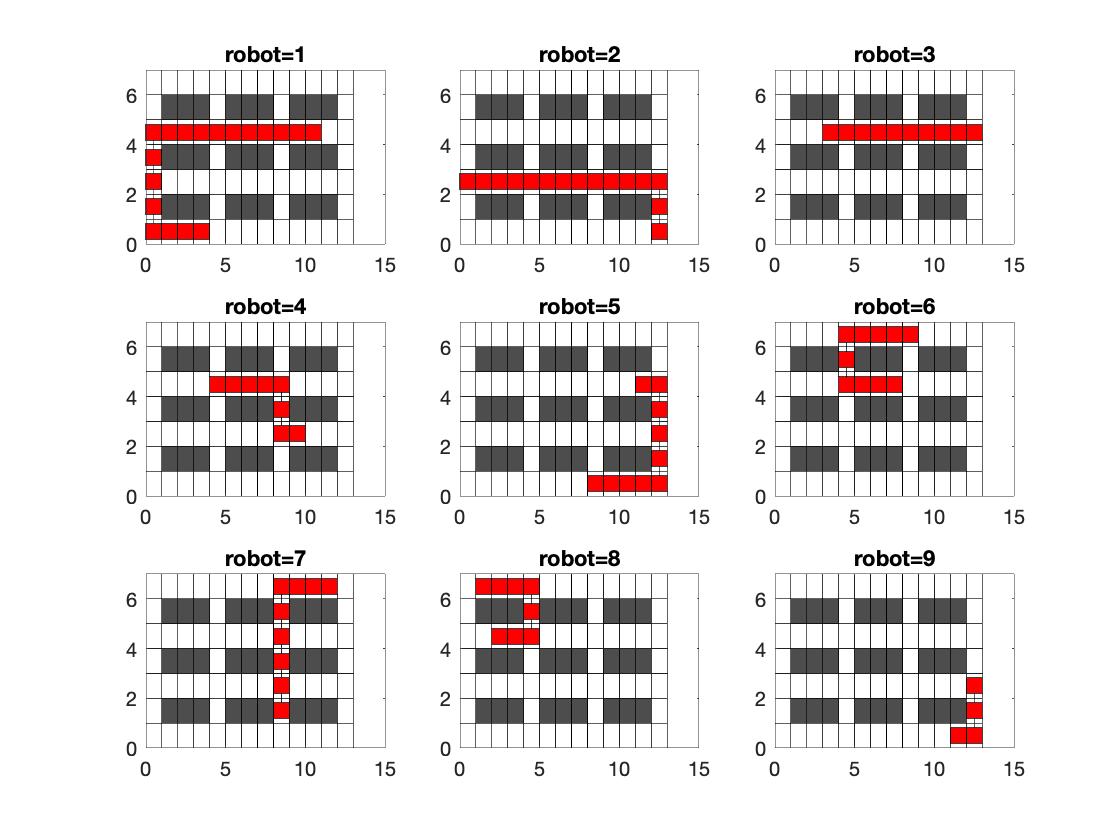 robot=1 robot=2 robot=3
6 6 6
4 4 4
2 2 2
0 0 0
0 5 10 15 0 5 10 15 0 5 10 15
robot=4 robot=5 robot=6
6 6 6
4 4 4
2 2 2
0 0 0
0 5 10 15 0 5 10 15 0 5 10 15
robot=7 robot=8 robot=9
6 6 6
4 4 4
2 2 2
0 0 0
0 5 10 15 0 5 10 15 0 5 10 15